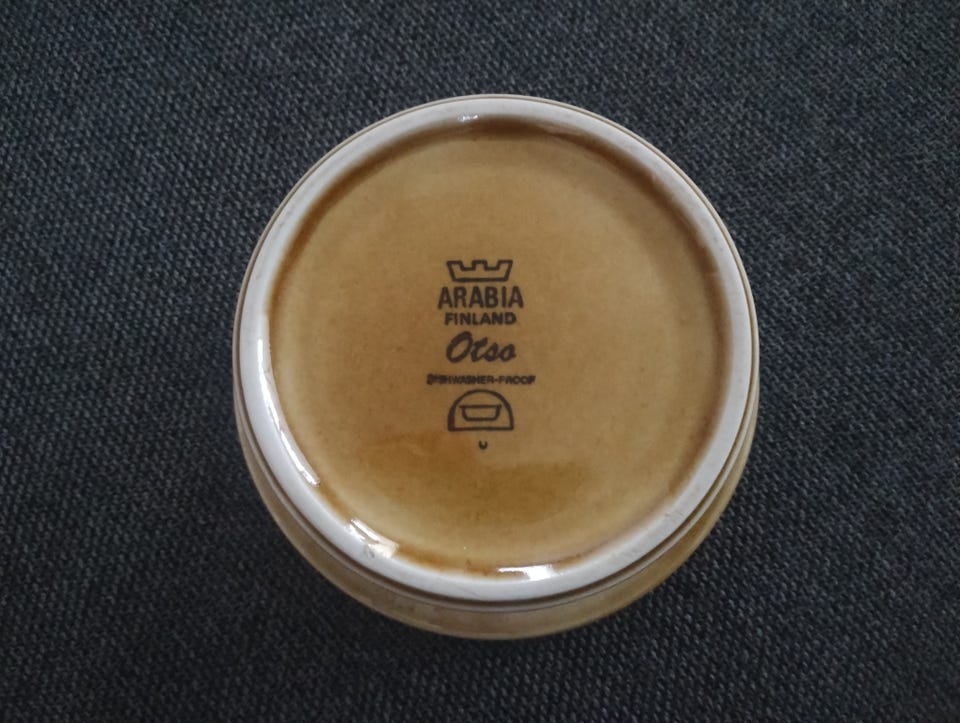 ARABIA
FINLAND
Otso
DISHWASHER-PROOF
U